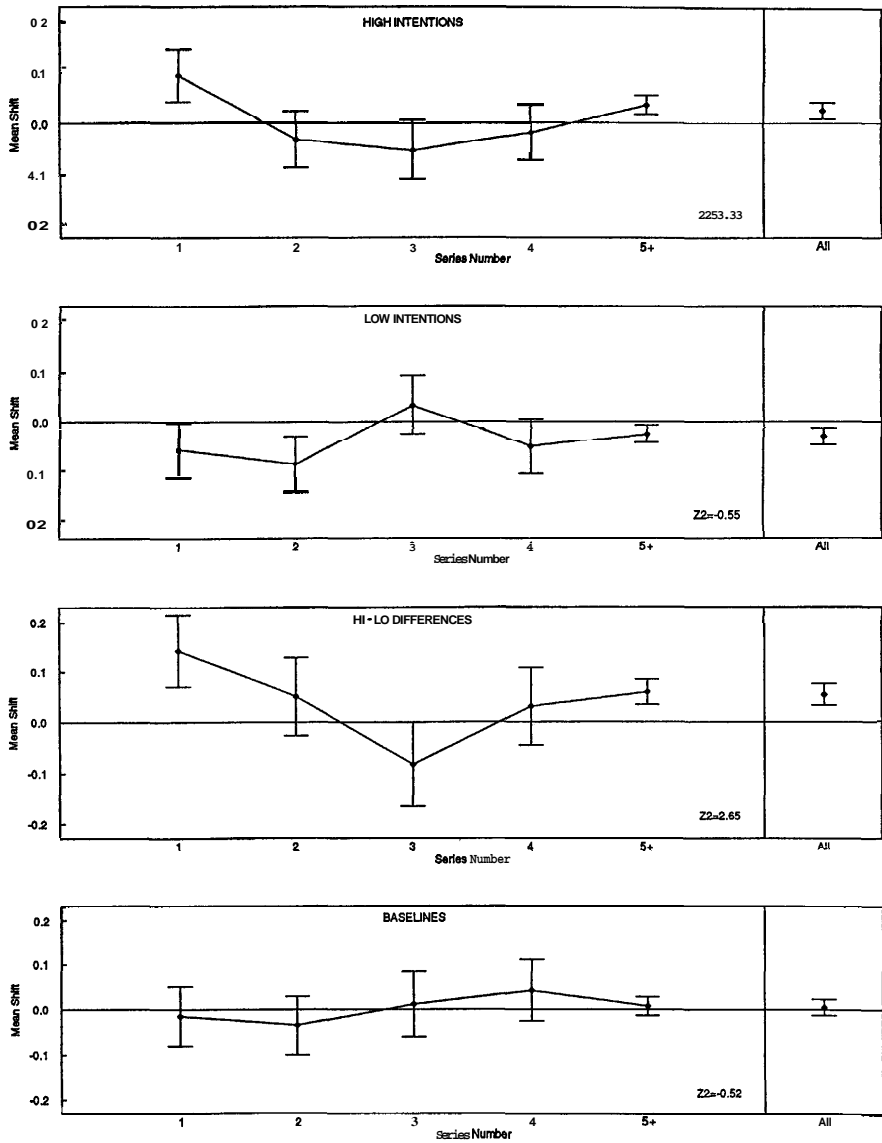 HIGH INTENTIONS
0 2
0.1
0.0
4.1
02
Mean Shift
2253.33
1 2 3 4 5+ All
Series Number
LOW INTENTIONS
0 2
0.1
0.0
0.1
02
Mean Shift
Z2=-0.55
1 2 3 4 5+ All
Series Number
HI - LO DIFFERENCES
0.2
0.1
0.0
-0.1
-0.2
Mean Shift
Z2=2.65
1 2 3 4 5+ All
Series Number
BASELINES
0.2
0.1
0.0
-0.1
-0.2
Mean Shift
Z2=-0.52
1 2 3 4 5+ All
Series Number